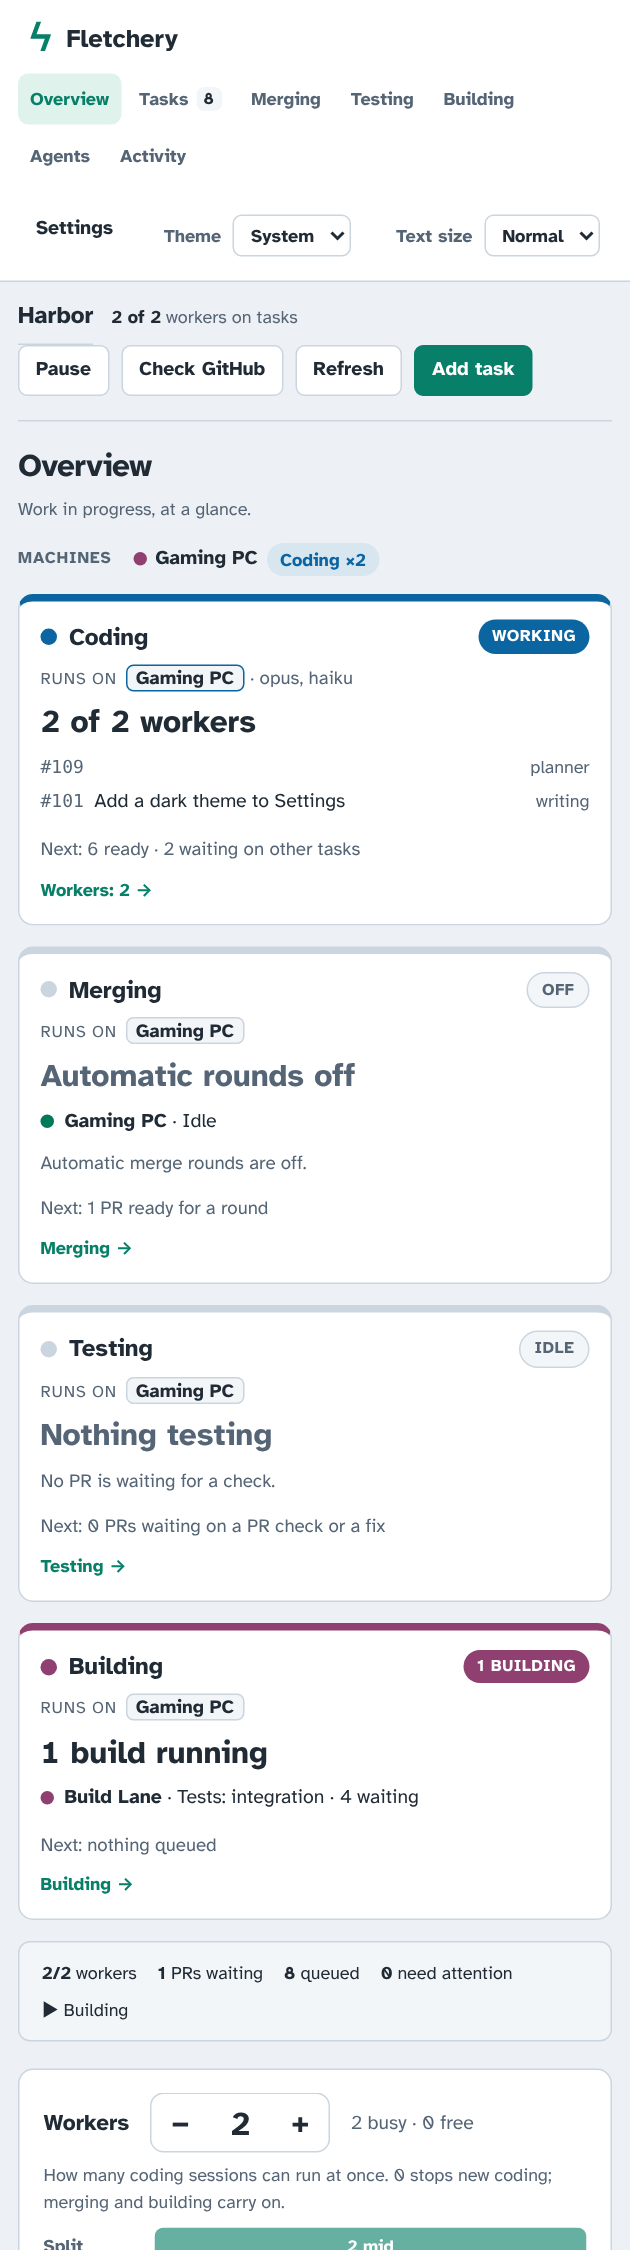 Fletchery
Overview Tasks 8 Merging Testing Building
Agents Activity
Settings Theme System Text size Normal
Harbor 2 of 2 workers on tasks
Pause Check GitHub Refresh Add task
Overview
Work in progress, at a glance.
MACHINES Gaming PC Coding ×2
Coding WORKING
RUNS ON Gaming PC · opus, haiku
2 of 2 workers
#109 planner
#101 Add a dark theme to Settings writing
Next: 6 ready · 2 waiting on other tasks
Workers: 2 →
Merging OFF
RUNS ON Gaming PC
Automatic rounds off
Gaming PC · Idle
Automatic merge rounds are off.
Next: 1 PR ready for a round
Merging →
Testing IDLE
RUNS ON Gaming PC
Nothing testing
No PR is waiting for a check.
Next: 0 PRs waiting on a PR check or a fix
Testing →
Building 1 BUILDING
RUNS ON Gaming PC
1 build running
Build Lane · Tests: integration · 4 waiting
Next: nothing queued
Building →
2/2 workers 1 PRs waiting 8 queued 0 need attention
▶ Building
Workers − 2 + 2 busy · 0 free
How many coding sessions can run at once. 0 stops new coding;
merging and building carry on.
Split 2 mid